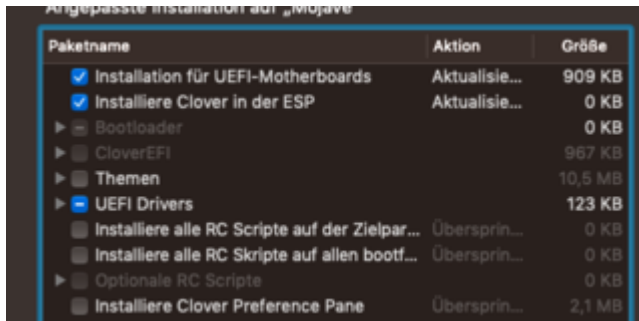 Angepasste Installation auf „Mojave“
Paketname Aktion Größe
Installation für UEFI-Motherboards Aktualisie... 909 KB
Installiere Clover in der ESP Aktualisie... 0 KB
Bootloader 0 KB
CloverEFI 967 KB
Themen 10,5 MB
UEFI Drivers 123 KB
Installiere alle RC Scripte auf der Zielpar... Übersprin... 0 KB
Installiere alle RC Skripte auf allen bootf... Übersprin... 0 KB
Optionale RC Scripte 0 KB
Installiere Clover Preference Pane Übersprin... 2,1 MB